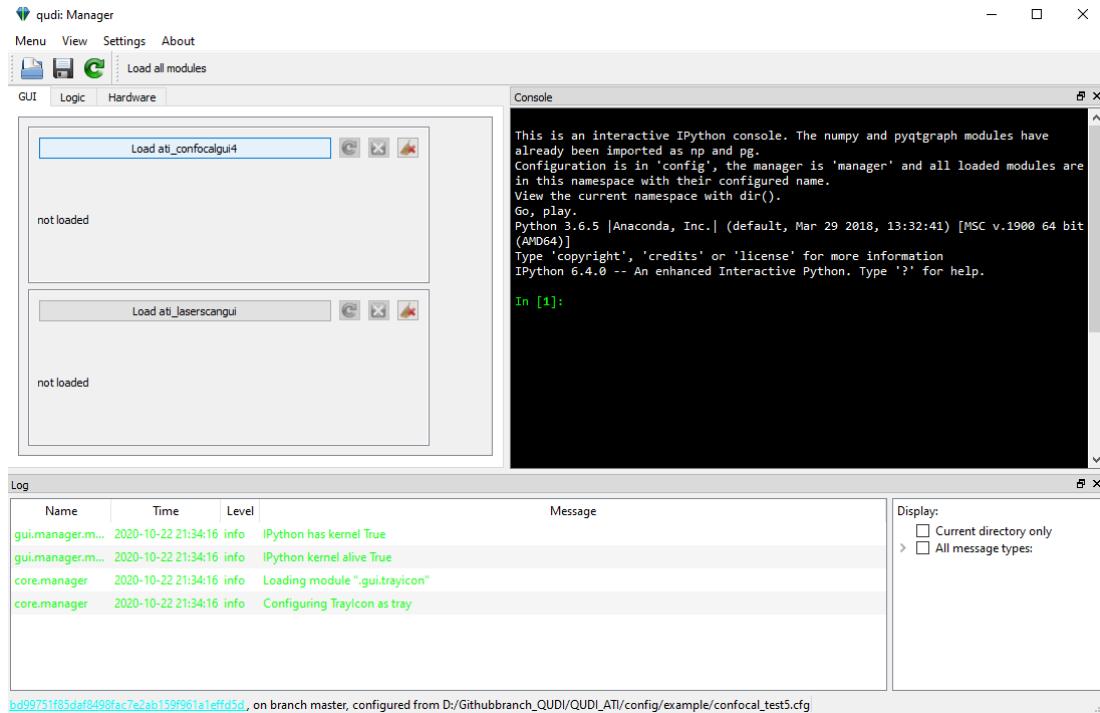 qudi: Manager
Menu View Settings About
Load all modules
GUI Logic Hardware
Load ati_confocalgui4
not loaded
Load ati_laserscangui
not loaded
Console
This is an interactive IPython console. The numpy and pyqtgraph modules have
already been imported as np and pg.
Configuration is in 'config', the manager is 'manager' and all loaded modules are
in this namespace with their configured name.
View the current namespace with dir().
Go, play.
Python 3.6.5 |Anaconda, Inc.| (default, Mar 29 2018, 13:32:41) [MSC v.1900 64 bit
(AMD64)]
Type 'copyright', 'credits' or 'license' for more information
IPython 6.4.0 -- An enhanced Interactive Python. Type '?' for help.
In [1]:
Log
Name Time Level Message
gui.manager.m... 2020-10-22 21:34:16 info IPython has kernel True
gui.manager.m... 2020-10-22 21:34:16 info IPython kernel alive True
core.manager 2020-10-22 21:34:16 info Loading module ".gui.trayicon"
core.manager 2020-10-22 21:34:16 info Configuring TrayIcon as tray
Display:
Current directory only
All message types:
bd99751f85daf8498fac7e2ab159f961a1effd5d, on branch master, configured from D:/Githubbranch_QUDI/QUDI_ATI/config/example/confocal_test5.cfg